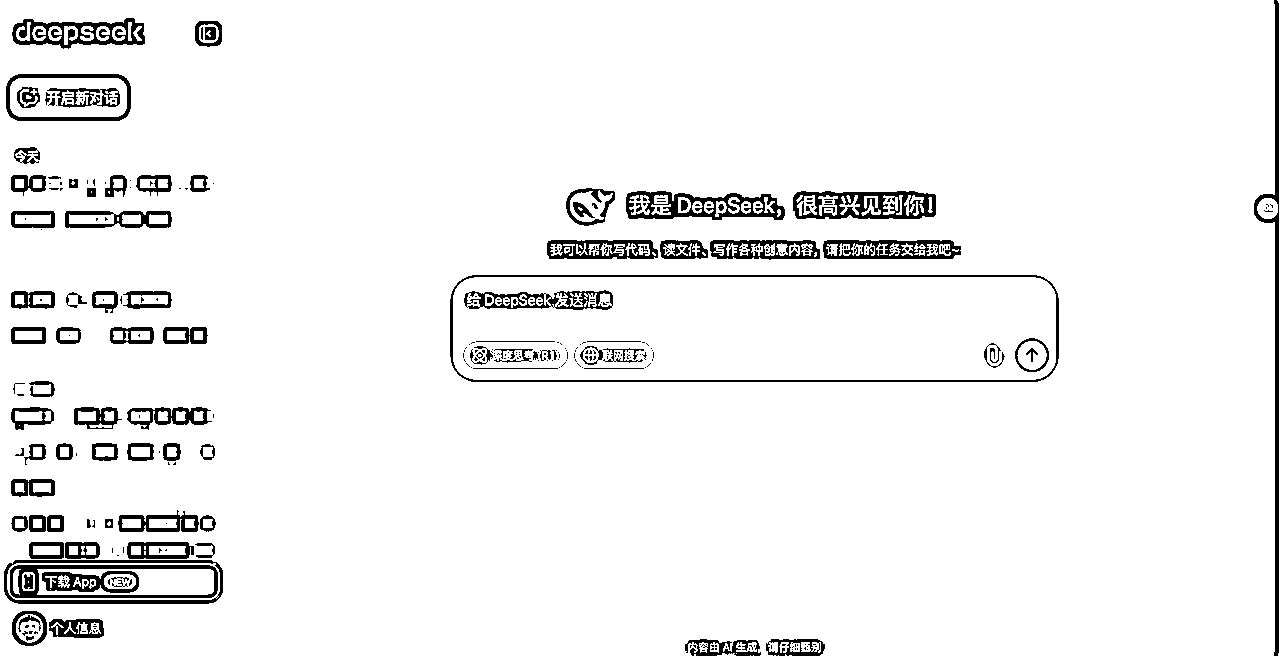 deepseek
开启新对话
今天
我是 DeepSeek，很高兴见到你！
我可以帮你写代码、读文件、写作各种创意内容，请把你的任务交给我吧~
给 DeepSeek 发送消息
深度思考 (R1)
联网搜索
下载 App NEW
个人信息
内容由 AI 生成，请仔细甄别